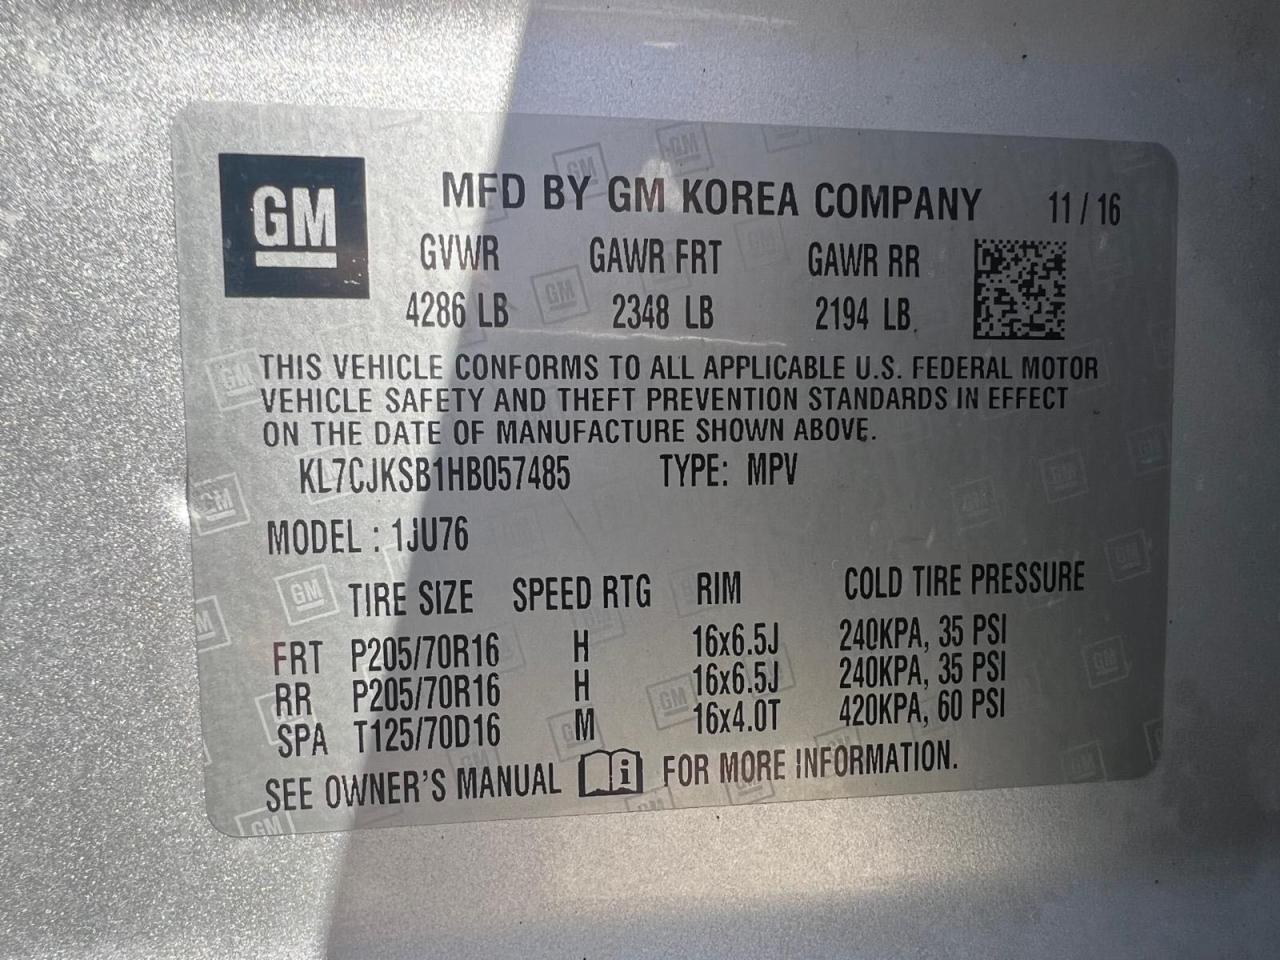 GM
MFD BY GM KOREA COMPANY 11 / 16
GVWR GAWR FRT GAWR RR
4286 LB 2348 LB 2194 LB
THIS VEHICLE CONFORMS TO ALL APPLICABLE U.S. FEDERAL MOTOR
VEHICLE SAFETY AND THEFT PREVENTION STANDARDS IN EFFECT
ON THE DATE OF MANUFACTURE SHOWN ABOVE.
KL7CJKSB1HB057485 TYPE: MPV
MODEL : 1JU76
TIRE SIZE SPEED RTG RIM COLD TIRE PRESSURE
FRT P205/70R16 H 16x6.5J 240KPA, 35 PSI
RR P205/70R16 H 16x6.5J 240KPA, 35 PSI
SPA T125/70D16 M 16x4.0T 420KPA, 60 PSI
SEE OWNER'S MANUAL i FOR MORE INFORMATION.